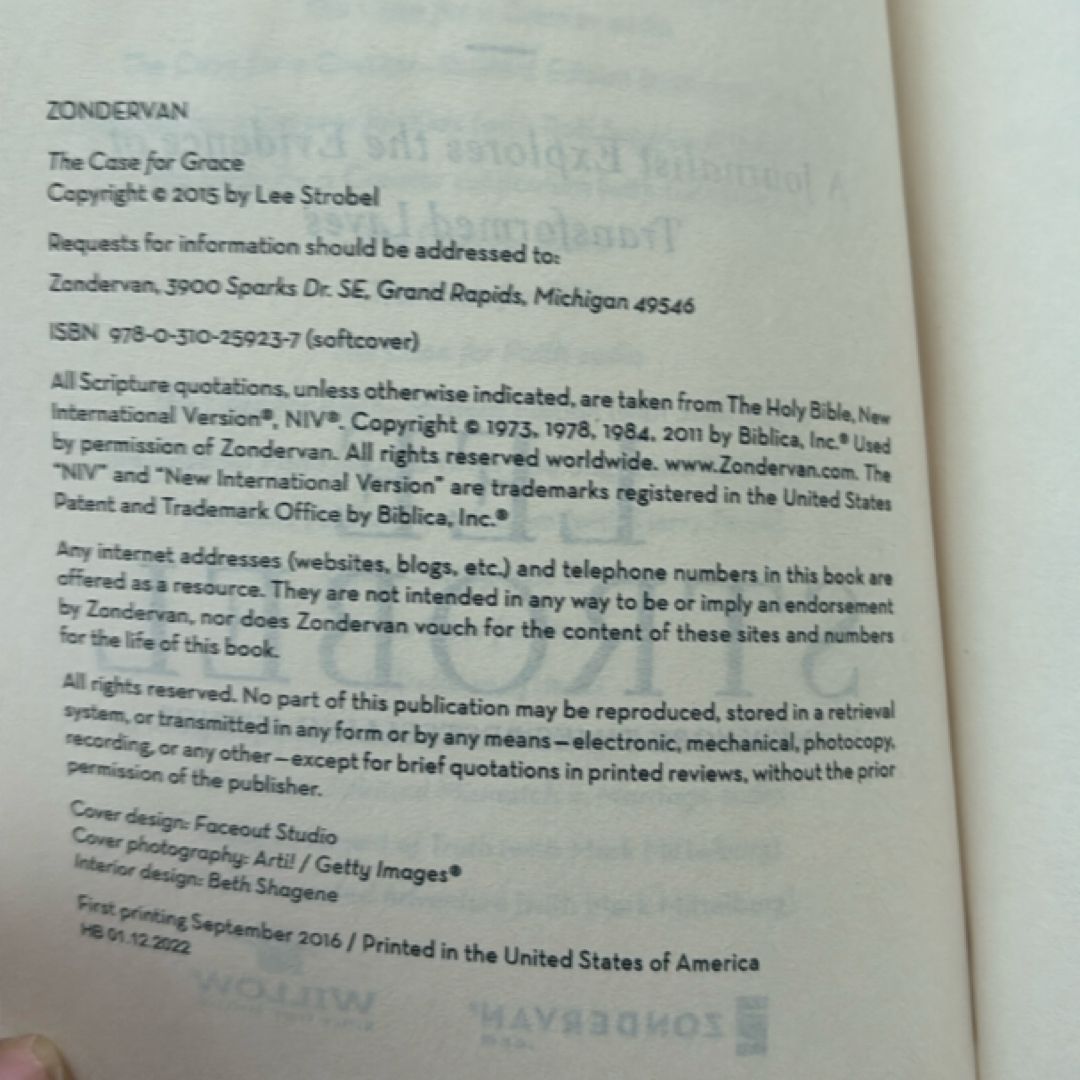 ZONDERVAN
The Case for Grace
Copyright © 2015 by Lee Strobel
Requests for information should be addressed to:
Zondervan, 3900 Sparks Dr. SE, Grand Rapids, Michigan 49546
ISBN 978-0-310-25923-7 (softcover)
All Scripture quotations, unless otherwise indicated, are taken from The Holy Bible, New
International Version®, NIV®. Copyright © 1973, 1978, 1984, 2011 by Biblica, Inc.® Used
by permission of Zondervan. All rights reserved worldwide. www.Zondervan.com. The
"NIV" and "New International Version" are trademarks registered in the United States
Patent and Trademark Office by Biblica, Inc.®
Any internet addresses (websites, blogs, etc.) and telephone numbers in this book are
offered as a resource. They are not intended in any way to be or imply an endorsement
by Zondervan, nor does Zondervan vouch for the content of these sites and numbers
for the life of this book.
All rights reserved. No part of this publication may be reproduced, stored in a retrieval
system, or transmitted in any form or by any means—electronic, mechanical, photocopy,
recording, or any other—except for brief quotations in printed reviews, without the prior
permission of the publisher.
Cover design: Faceout Studio
Cover photography: Arti! / Getty Images®
Interior design: Beth Shagene
First printing September 2016 / Printed in the United States of America
HB 01.12.2022